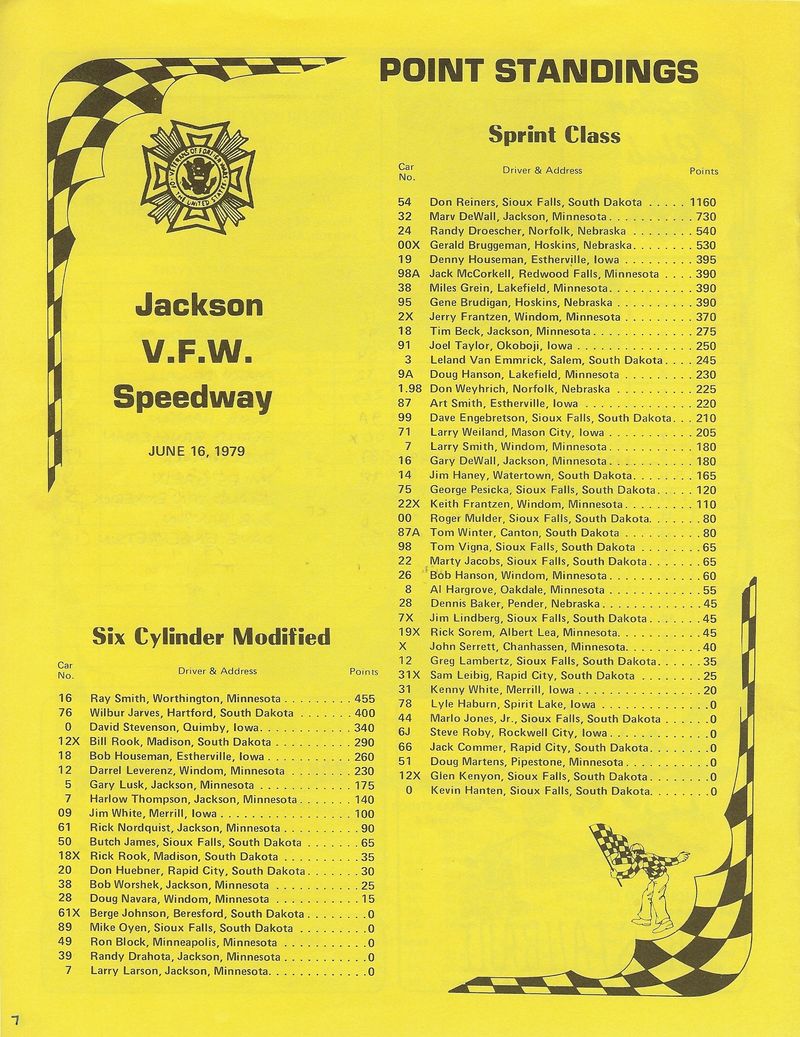 POINT STANDINGS
VETERANS OF FOREIGN WARS OF THE UNITED STATES
Jackson
V.F.W.
Speedway
JUNE 16, 1979
Six Cylinder Modified
Car No. Driver & Address Points
16 Ray Smith, Worthington, Minnesota . . . . . . . . . 455
76 Wilbur Jarves, Hartford, South Dakota . . . . . . . 400
0 David Stevenson, Quimby, Iowa . . . . . . . . . . . . 340
12X Bill Rook, Madison, South Dakota . . . . . . . . . . 290
18 Bob Houseman, Estherville, Iowa . . . . . . . . . . . 260
12 Darrel Leverenz, Windom, Minnesota . . . . . . . . 230
5 Gary Lusk, Jackson, Minnesota . . . . . . . . . . . . 175
7 Harlow Thompson, Jackson, Minnesota . . . . . . . 140
09 Jim White, Merrill, Iowa . . . . . . . . . . . . . . . . . 100
61 Rick Nordquist, Jackson, Minnesota . . . . . . . . . . 90
50 Butch James, Sioux Falls, South Dakota . . . . . . . 65
18X Rick Rook, Madison, South Dakota . . . . . . . . . . 35
20 Don Huebner, Rapid City, South Dakota . . . . . . . 30
38 Bob Worshek, Jackson, Minnesota . . . . . . . . . . 25
28 Doug Navara, Windom, Minnesota . . . . . . . . . . 15
61X Berge Johnson, Beresford, South Dakota . . . . . . . . 0
89 Mike Oyen, Sioux Falls, South Dakota . . . . . . . . . 0
49 Ron Block, Minneapolis, Minnesota . . . . . . . . . . 0
39 Randy Drahota, Jackson, Minnesota . . . . . . . . . . 0
7 Larry Larson, Jackson, Minnesota . . . . . . . . . . . . 0
Sprint Class
Car No. Driver & Address Points
54 Don Reiners, Sioux Falls, South Dakota . . . . . 1160
32 Marv DeWall, Jackson, Minnesota . . . . . . . . . . . 730
24 Randy Droescher, Norfolk, Nebraska . . . . . . . . 540
00X Gerald Bruggeman, Hoskins, Nebraska . . . . . . . . 530
19 Denny Houseman, Estherville, Iowa . . . . . . . . . 395
98A Jack McCorkell, Redwood Falls, Minnesota . . . . 390
38 Miles Grein, Lakefield, Minnesota . . . . . . . . . . . 390
95 Gene Brudigan, Hoskins, Nebraska . . . . . . . . . . 390
2X Jerry Frantzen, Windom, Minnesota . . . . . . . . . 370
18 Tim Beck, Jackson, Minnesota . . . . . . . . . . . . . 275
91 Joel Taylor, Okoboji, Iowa . . . . . . . . . . . . . . . 250
3 Leland Van Emmrick, Salem, South Dakota . . . . 245
9A Doug Hanson, Lakefield, Minnesota . . . . . . . . . 230
1.98 Don Weyhrich, Norfolk, Nebraska . . . . . . . . . 225
87 Art Smith, Estherville, Iowa . . . . . . . . . . . . . . 220
99 Dave Engebretson, Sioux Falls, South Dakota . . . 210
71 Larry Weiland, Mason City, Iowa . . . . . . . . . . . 205
7 Larry Smith, Windom, Minnesota . . . . . . . . . . . 180
16 Gary DeWall, Jackson, Minnesota . . . . . . . . . . . 180
14 Jim Haney, Watertown, South Dakota . . . . . . . . 165
75 George Pesicka, Sioux Falls, South Dakota . . . . . 120
22X Keith Frantzen, Windom, Minnesota . . . . . . . . . 110
00 Roger Mulder, Sioux Falls, South Dakota . . . . . . . 80
87A Tom Winter, Canton, South Dakota . . . . . . . . . . 80
98 Tom Vigna, Sioux Falls, South Dakota . . . . . . . . 65
22 Marty Jacobs, Sioux Falls, South Dakota . . . . . . . 65
26 Bob Hanson, Windom, Minnesota . . . . . . . . . . . 60
8 Al Hargrove, Oakdale, Minnesota . . . . . . . . . . . 55
28 Dennis Baker, Pender, Nebraska . . . . . . . . . . . . 45
7X Jim Lindberg, Sioux Falls, South Dakota . . . . . . . 45
19X Rick Sorem, Albert Lea, Minnesota . . . . . . . . . . 45
X John Serrett, Chanhassen, Minnesota . . . . . . . . . 40
12 Greg Lambertz, Sioux Falls, South Dakota . . . . . . 35
31X Sam Leibig, Rapid City, South Dakota . . . . . . . . 25
31 Kenny White, Merrill, Iowa . . . . . . . . . . . . . . . 20
78 Lyle Haburn, Spirit Lake, Iowa . . . . . . . . . . . . . 0
44 Marlo Jones, Jr., Sioux Falls, South Dakota . . . . . . 0
6J Steve Roby, Rockwell City, Iowa . . . . . . . . . . . . 0
66 Jack Commer, Rapid City, South Dakota . . . . . . . . 0
51 Doug Martens, Pipestone, Minnesota . . . . . . . . . . 0
12X Glen Kenyon, Sioux Falls, South Dakota . . . . . . . . 0
0 Kevin Hanten, Sioux Falls, South Dakota . . . . . . . . 0
7